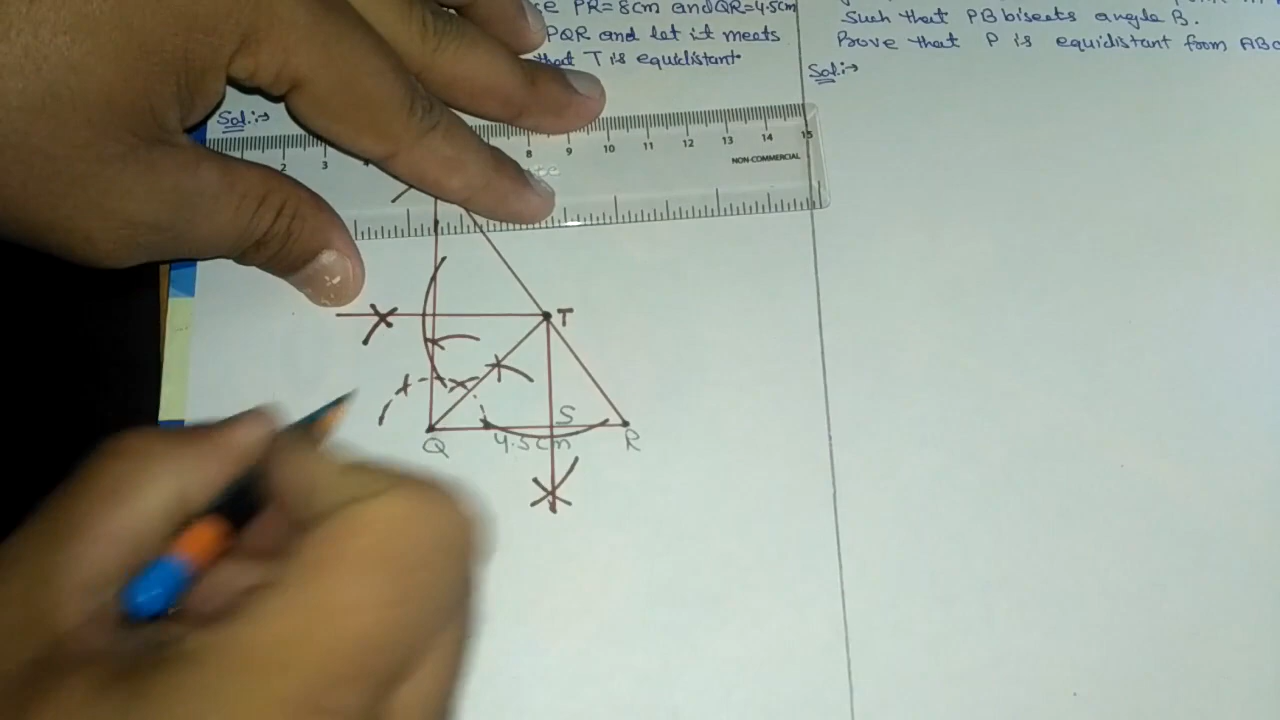 PR=8cm and QR=4.5cm
PQR and let it meets
that T is equidistant
Sol:→
Such that PB bisects angle B.
Prove that P is equidistant from AB
Sol:→
2 3 8 9 10 11 12 13 14 15
NON-COMMERCIAL
T
S
Q 4.5cm R